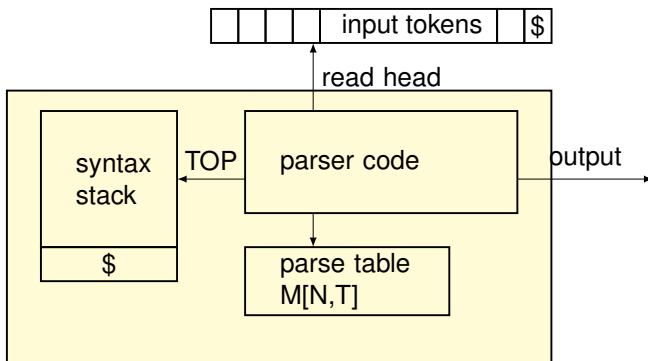 input tokens $
read head
syntax
stack
TOP
parser code
output
$
parse table
M[N,T]